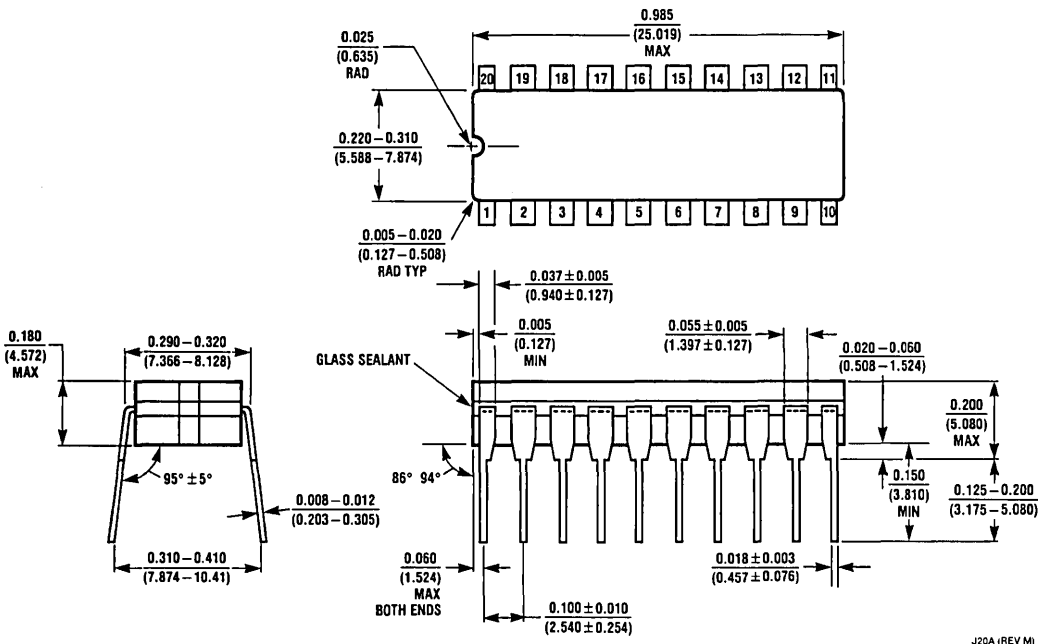 0.985
(25.019)
MAX
0.025
(0.635)
RAD
20 19 18 17 16 15 14 13 12 11
0.220–0.310
(5.588–7.874)
1 2 3 4 5 6 7 8 9 10
0.005–0.020
(0.127–0.508)
RAD TYP
0.037±0.005
(0.940±0.127)
0.180
(4.572)
MAX
0.290–0.320
(7.366–8.128)
0.005
(0.127)
MIN
0.055±0.005
(1.397±0.127)
0.020–0.060
(0.508–1.524)
GLASS SEALANT
0.200
(5.080)
MAX
95° ±5°
86° 94°
0.150
(3.810)
MIN
0.125–0.200
(3.175–5.080)
0.008–0.012
(0.203–0.305)
0.310–0.410
(7.874–10.41)
0.060
(1.524)
MAX
BOTH ENDS
0.018±0.003
(0.457±0.076)
0.100±0.010
(2.540±0.254)
J20A (REV M)